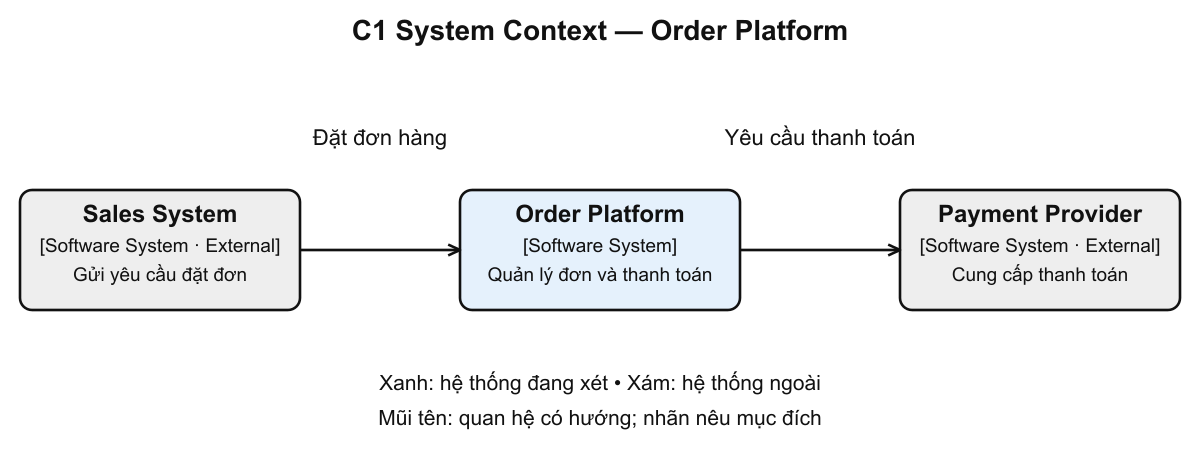 C1 System Context — Order Platform
Đặt đơn hàng
Yêu cầu thanh toán
Sales System
[Software System · External]
Gửi yêu cầu đặt đơn
Order Platform
[Software System]
Quản lý đơn và thanh toán
Payment Provider
[Software System · External]
Cung cấp thanh toán
Xanh: hệ thống đang xét • Xám: hệ thống ngoài
Mũi tên: quan hệ có hướng; nhãn nêu mục đích